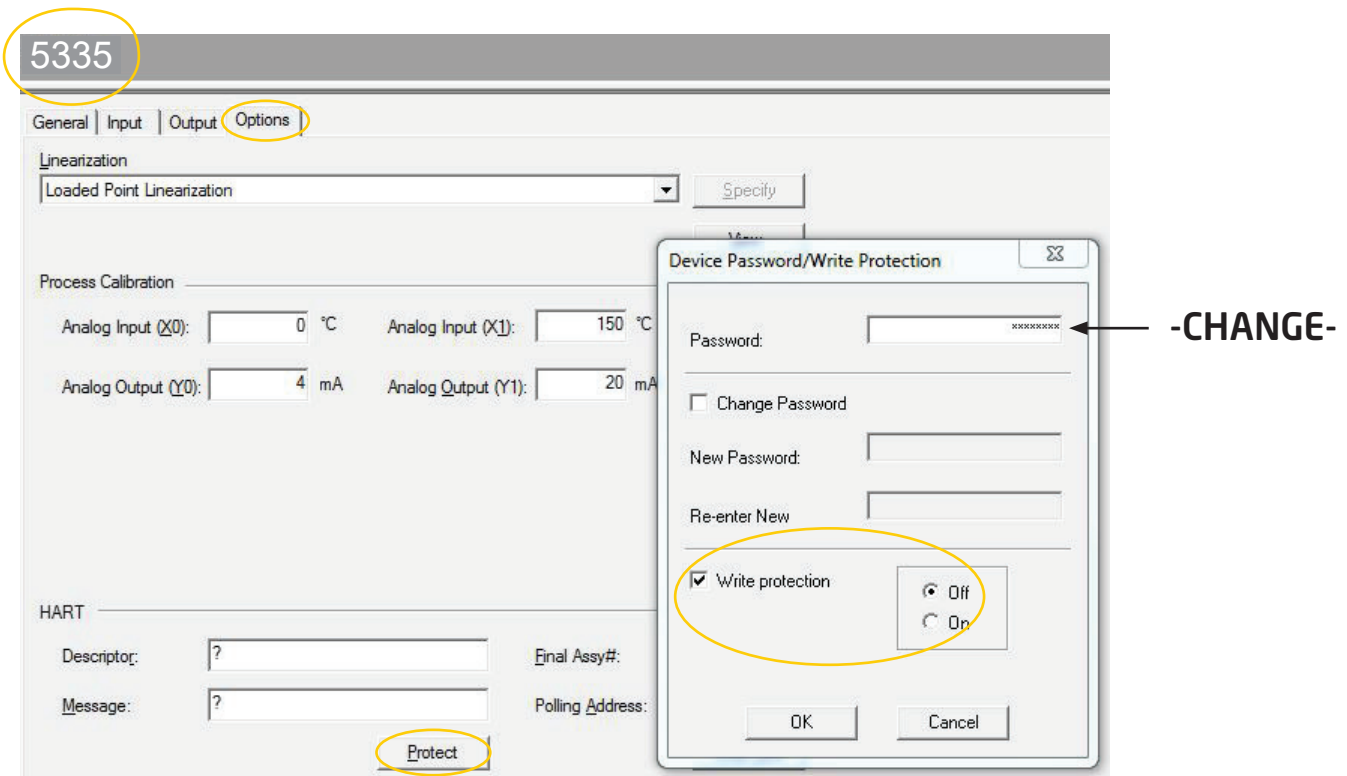 5335
General Input Output Options
Linearization
Loaded Point Linearization Specify
Process Calibration
Analog Input (X0): 0 °C Analog Input (X1): 150 °C
Analog Output (Y0): 4 mA Analog Output (Y1): 20 mA
HART
Descriptor: ? Final Assy#:
Message: ? Polling Address:
Protect
Device Password/Write Protection
Password: ******** -CHANGE-
Change Password
New Password:
Re-enter New
Write protection Off
On
OK Cancel